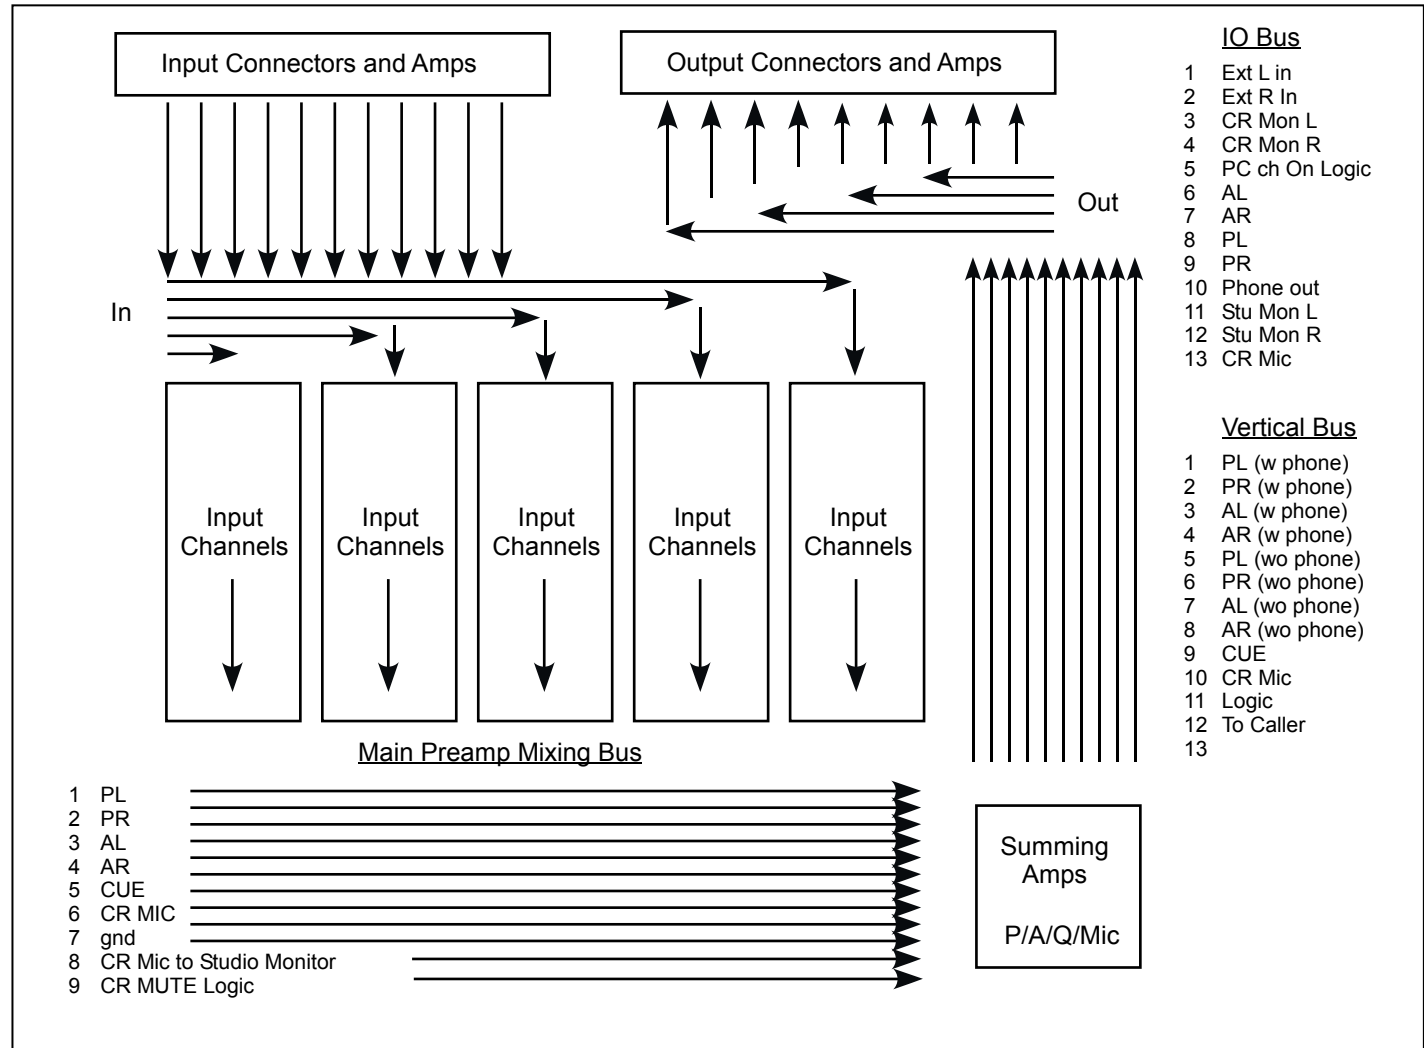 Input Connectors and Amps
Output Connectors and Amps
In
Out
Input
Channels
Input
Channels
Input
Channels
Input
Channels
Input
Channels
Main Preamp Mixing Bus
1 PL
2 PR
3 AL
4 AR
5 CUE
6 CR MIC
7 gnd
8 CR Mic to Studio Monitor
9 CR MUTE Logic
Summing
Amps
P/A/Q/Mic
IO Bus
1 Ext L in
2 Ext R In
3 CR Mon L
4 CR Mon R
5 PC ch On Logic
6 AL
7 AR
8 PL
9 PR
10 Phone out
11 Stu Mon L
12 Stu Mon R
13 CR Mic
Vertical Bus
1 PL (w phone)
2 PR (w phone)
3 AL (w phone)
4 AR (w phone)
5 PL (wo phone)
6 PR (wo phone)
7 AL (wo phone)
8 AR (wo phone)
9 CUE
10 CR Mic
11 Logic
12 To Caller
13